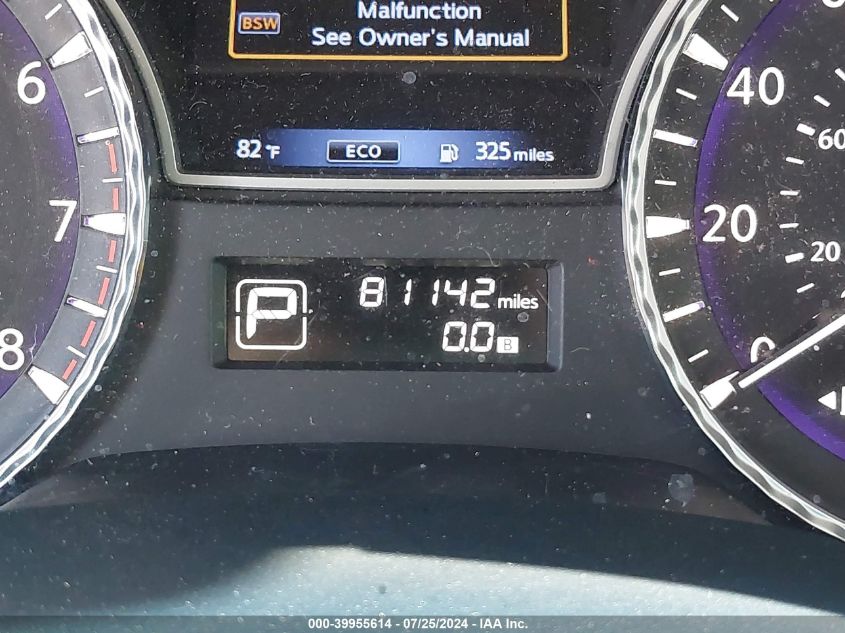 BSW Malfunction
See Owner's Manual
82 °F ECO 325 miles
6
7
8
40
20
0
60
20
P 81142 miles
0.0 B
000-39955614 - 07/25/2024 - IAA Inc.